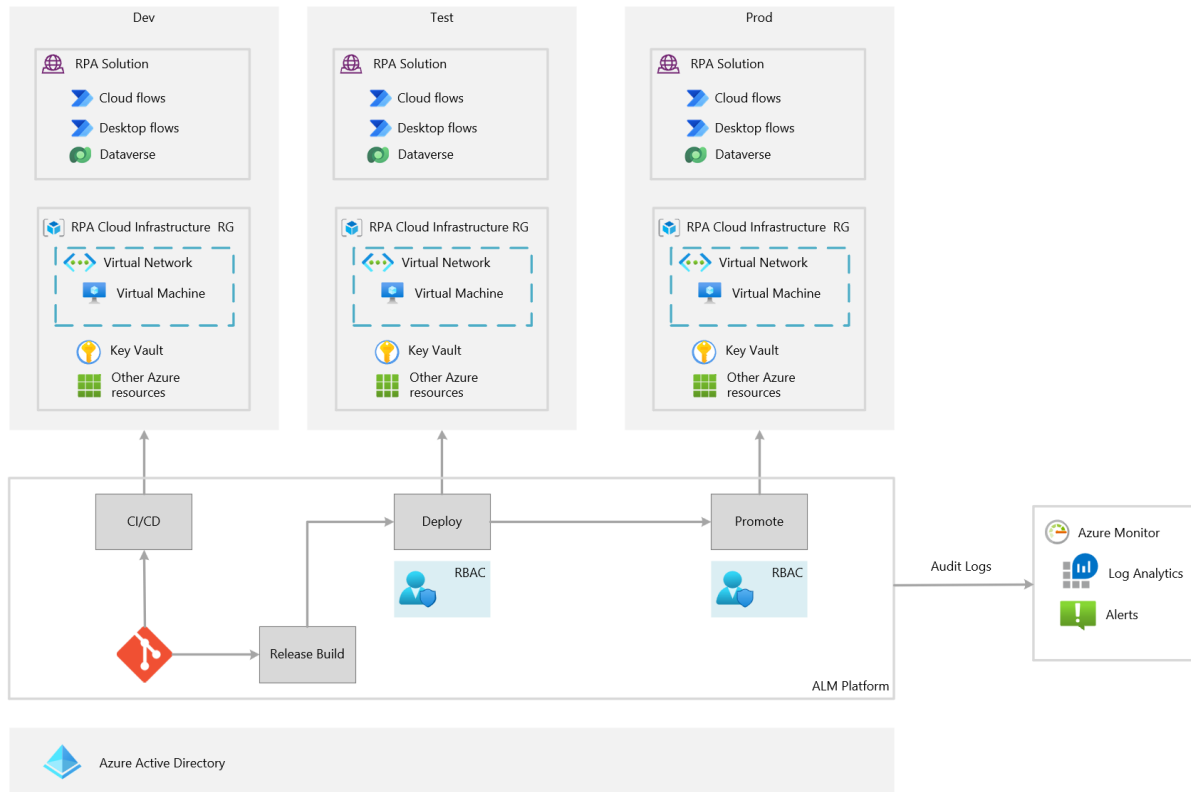 Dev
RPA Solution
Cloud flows
Desktop flows
Dataverse
RPA Cloud Infrastructure RG
Virtual Network
Virtual Machine
Key Vault
Other Azure
resources
Test
RPA Solution
Cloud flows
Desktop flows
Dataverse
RPA Cloud Infrastructure RG
Virtual Network
Virtual Machine
Key Vault
Other Azure
resources
Prod
RPA Solution
Cloud flows
Desktop flows
Dataverse
RPA Cloud Infrastructure RG
Virtual Network
Virtual Machine
Key Vault
Other Azure
resources
CI/CD
Deploy
Promote
RBAC
RBAC
Release Build
ALM Platform
Audit Logs
Azure Monitor
Log Analytics
Alerts
Azure Active Directory